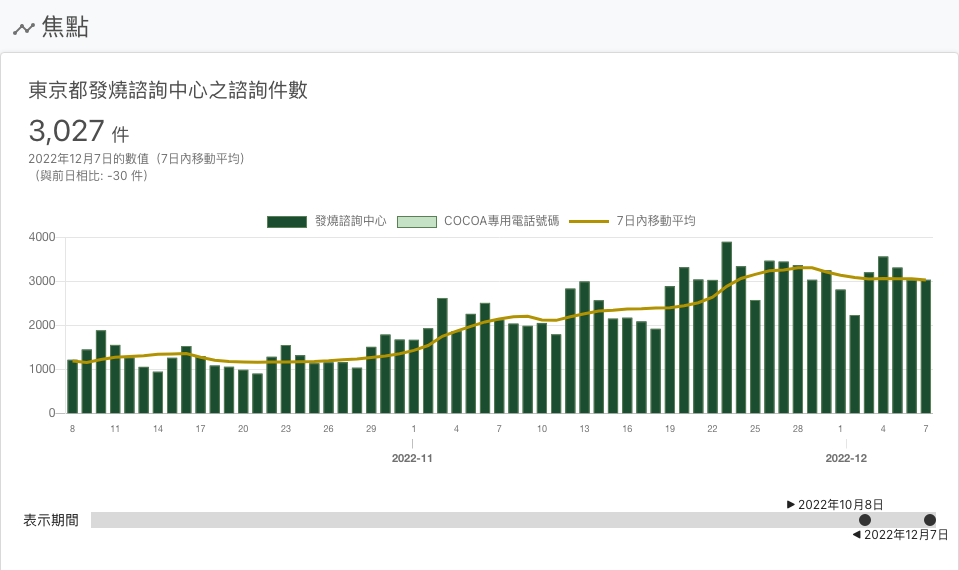 焦點
東京都發燒諮詢中心之諮詢件數
3,027 件
2022年12月7日的數值（7日內移動平均）
（與前日相比: -30 件）
發燒諮詢中心 COCOA專用電話號碼 7日內移動平均
4000
3000
2000
1000
0
8 11 14 17 20 23 26 29 1 4 7 10 13 16 19 22 25 28 1 4 7
2022-11 2022-12
2022年10月8日
表示期間
2022年12月7日